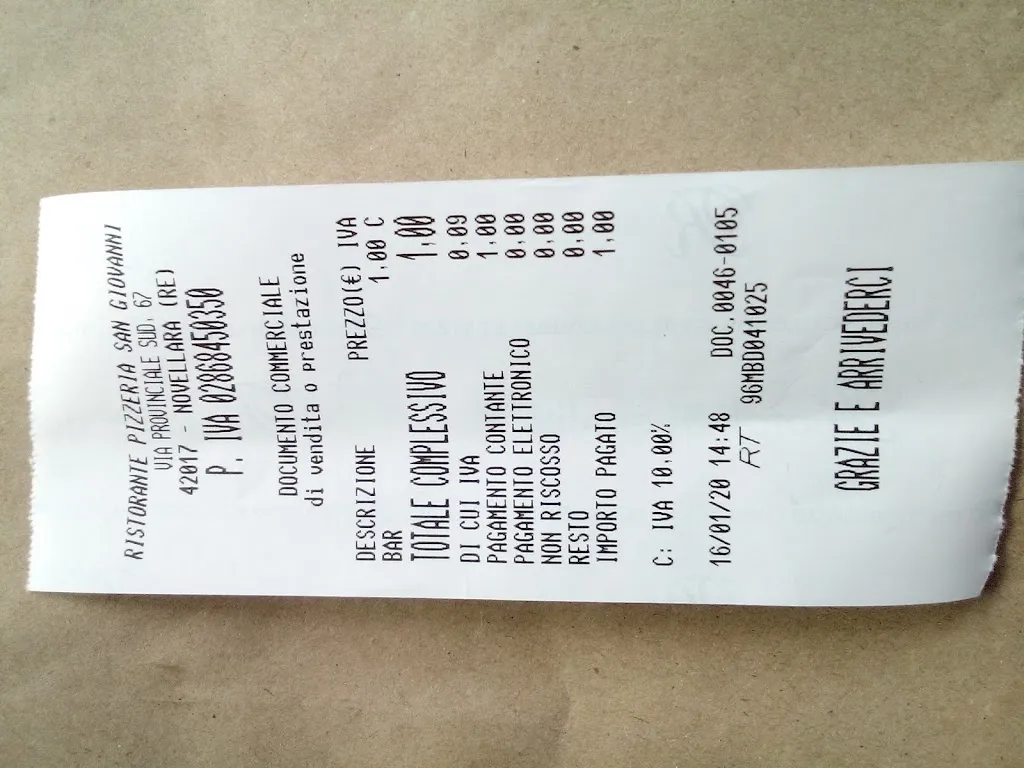 RISTORANTE PIZZERIA SAN GIOVANNI
VIA PROVINCIALE SUD, 67
42017 - NOVELLARA (RE)
P. IVA 02868450350
DOCUMENTO COMMERCIALE
di vendita o prestazione
DESCRIZIONE PREZZO(€) IVA
BAR 1,00 C
TOTALE COMPLESSIVO 1,00
DI CUI IVA 0,09
PAGAMENTO CONTANTE 1,00
PAGAMENTO ELETTRONICO 0,00
NON RISCOSSO 0,00
RESTO 0,00
IMPORTO PAGATO 1,00
C: IVA 10,00%
16/01/20 14:48 DOC.0046-0105
RT 96MBD041025
GRAZIE E ARRIVEDERCI